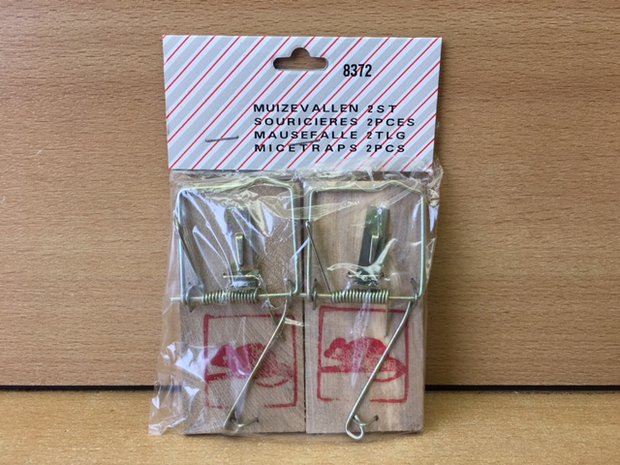 8372
MUIZEVALLEN 2ST
SOURICIERES 2PCES
MAUSEFALLE 2TLG
MICETRAPS 2PCS